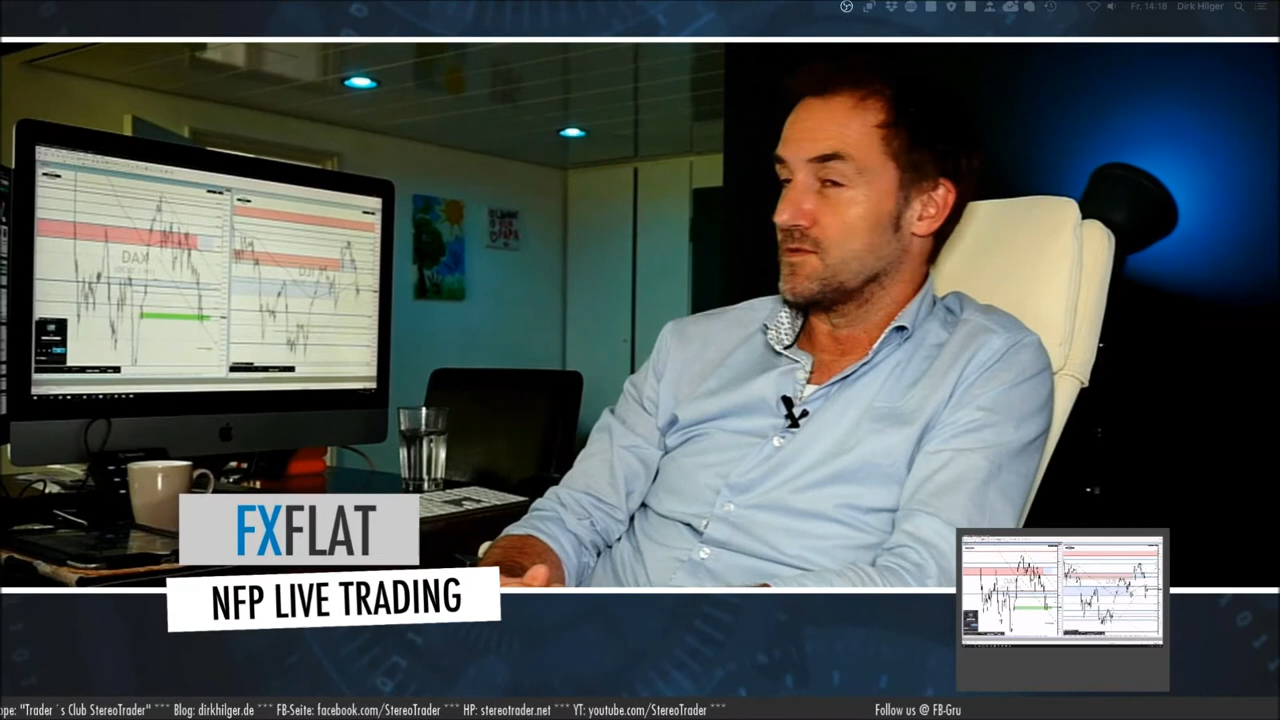 Fr. 14:18 Dirk Hilger
DAX
FXFLAT
NFP LIVE TRADING
ope: "Trader´s Club StereoTrader" *** Blog: dirkhilger.de *** FB-Seite: facebook.com/StereoTrader *** HP: stereotrader.net *** YT: youtube.com/StereoTrader ***
Follow us @ FB-Gru